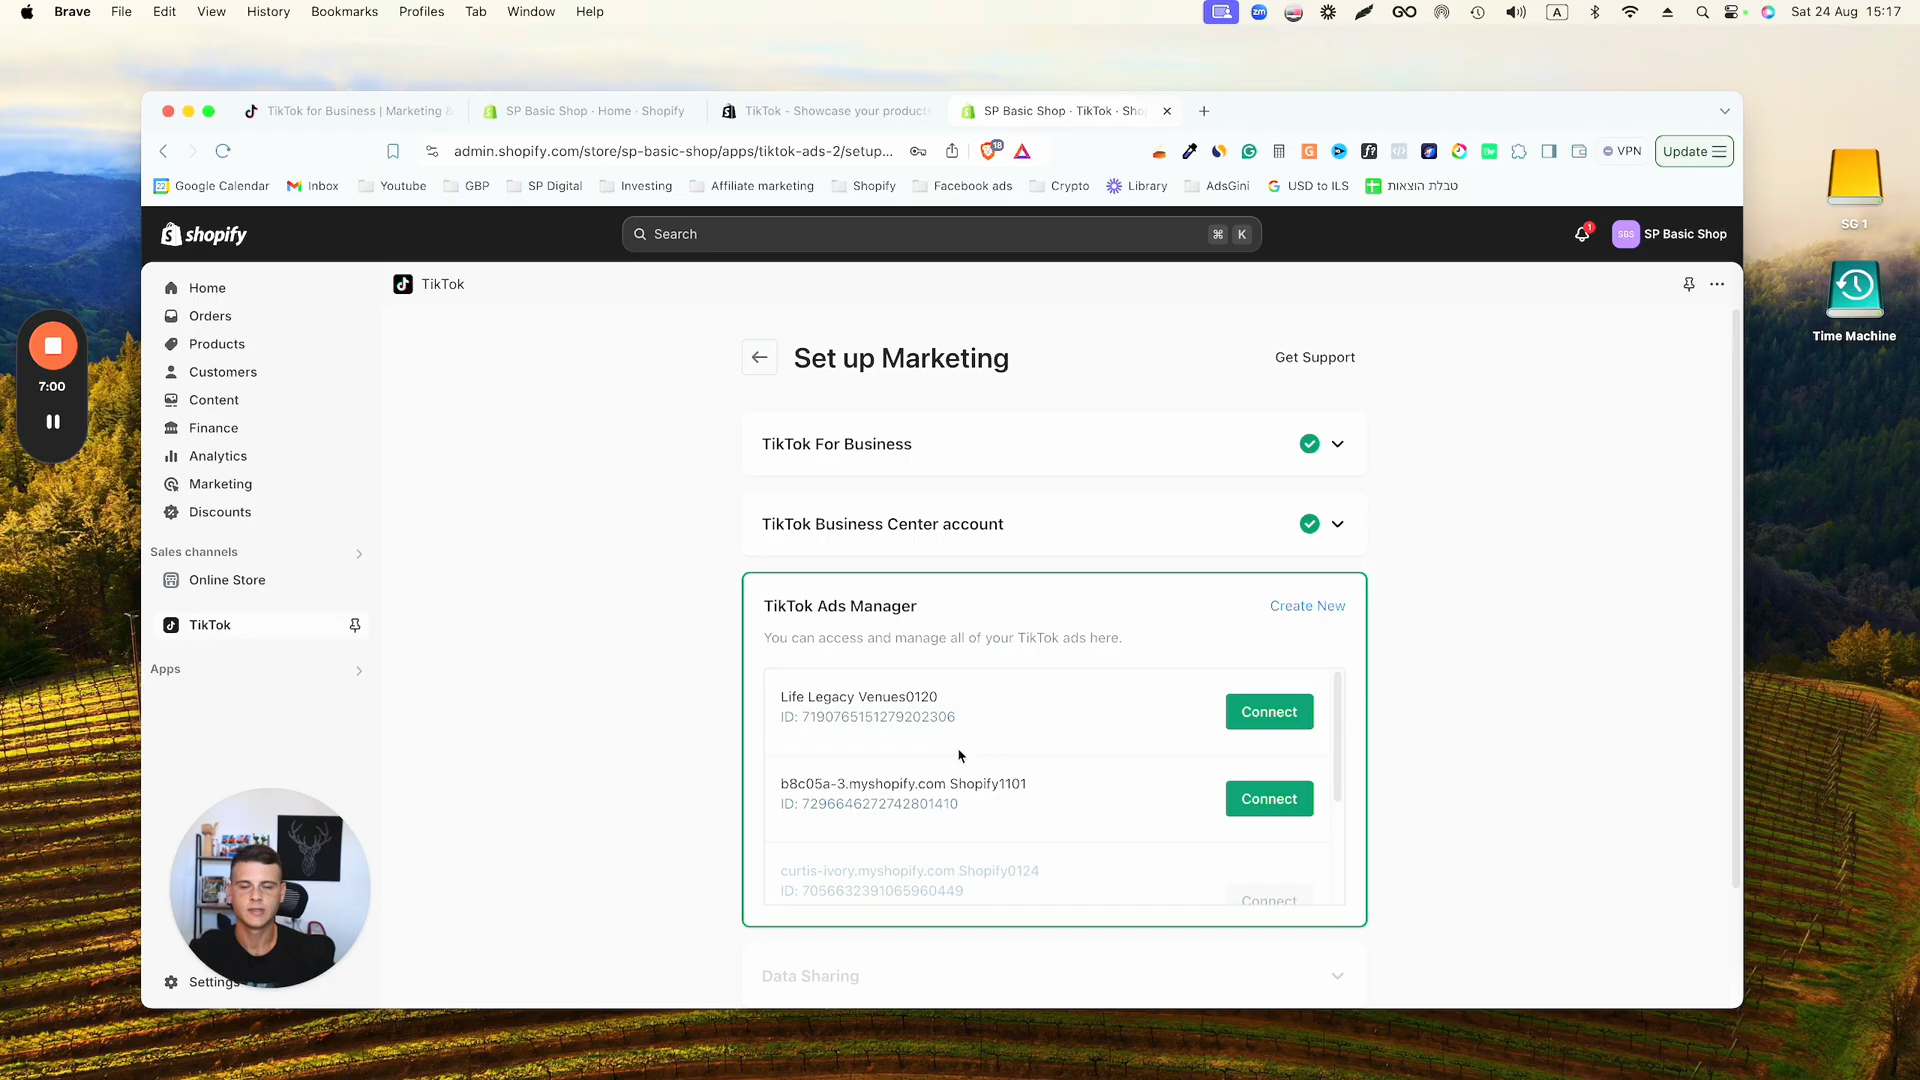 Brave File Edit View History Bookmarks Profiles Tab Window Help
zm A Sat 24 Aug 15:17
TikTok for Business | Marketing &
SP Basic Shop · Home · Shopify
TikTok - Showcase your products
SP Basic Shop · TikTok · Sho
admin.shopify.com/store/sp-basic-shop/apps/tiktok-ads-2/setup...
18
VPN
Update
Google Calendar Inbox Youtube GBP SP Digital Investing Affiliate marketing Shopify Facebook ads Crypto Library AdsGini USD to ILS טבלת הוצאות
shopify
Search
⌘ K
1
SGS
SP Basic Shop
Home
Orders
Products
Customers
Content
Finance
Analytics
Marketing
Discounts
Sales channels
Online Store
TikTok
Apps
Settings
TikTok
Set up Marketing
Get Support
TikTok For Business
TikTok Business Center account
TikTok Ads Manager
Create New
You can access and manage all of your TikTok ads here.
Life Legacy Venues0120
ID: 7190765151279202306
Connect
b8c05a-3.myshopify.com Shopify1101
ID: 7296646272742801410
Connect
curtis-ivory.myshopify.com Shopify0124
ID: 7056632391065960449
Connect
Data Sharing
7:00
SG 1
Time Machine